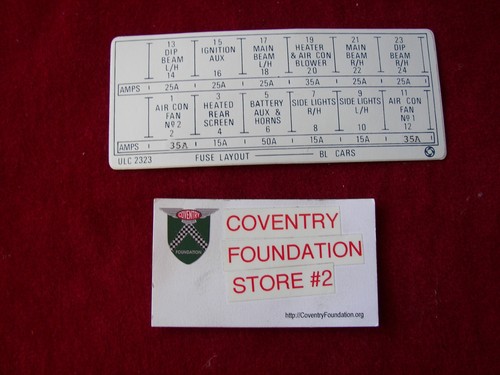 13 15 17 19 21 23
DIP IGNITION MAIN HEATER MAIN DIP
BEAM AUX BEAM & AIR CON BEAM BEAM
L/H L/H BLOWER R/H R/H
14 16 18 20 22 24
AMPS 25A 25A 25A 35A 25A 25A
1 3 5 7 9 11
AIR CON HEATED BATTERY SIDE LIGHTS SIDE LIGHTS AIR CON
FAN REAR AUX & R/H L/H FAN
Nº2 SCREEN HORNS Nº1
2 4 6 8 10 12
AMPS 35A 15A 50A 15A 15A 35A
ULC 2323 FUSE LAYOUT BL CARS
COVENTRY
FOUNDATION
COVENTRY
FOUNDATION
STORE #2
http://CoventryFoundation.org